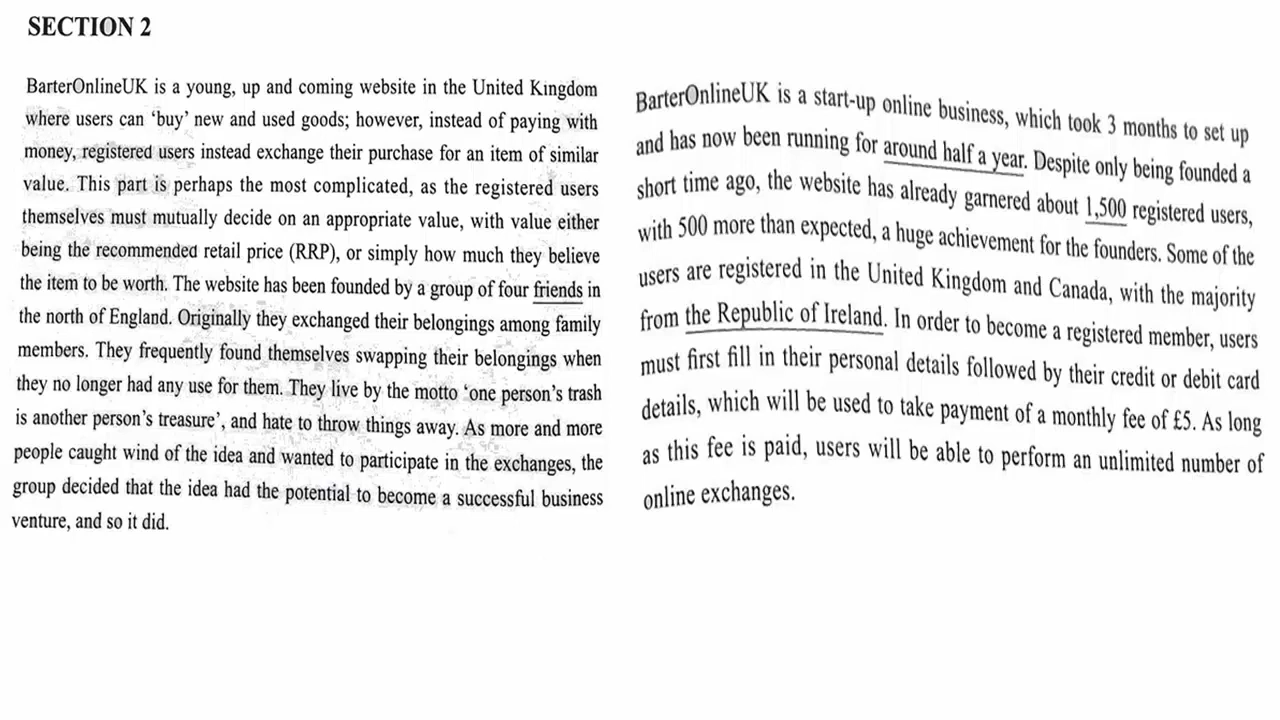 SECTION 2
BarterOnlineUK is a young, up and coming website in the United Kingdom
where users can ‘buy’ new and used goods; however, instead of paying with
money, registered users instead exchange their purchase for an item of similar
value. This part is perhaps the most complicated, as the registered users
themselves must mutually decide on an appropriate value, with value either
being the recommended retail price (RRP), or simply how much they believe
the item to be worth. The website has been founded by a group of four friends in
the north of England. Originally they exchanged their belongings among family
members. They frequently found themselves swapping their belongings when
they no longer had any use for them. They live by the motto ‘one person’s trash
is another person’s treasure’, and hate to throw things away. As more and more
people caught wind of the idea and wanted to participate in the exchanges, the
group decided that the idea had the potential to become a successful business
venture, and so it did.
BarterOnlineUK is a start-up online business, which took 3 months to set up
and has now been running for around half a year. Despite only being founded a
short time ago, the website has already garnered about 1,500 registered users,
with 500 more than expected, a huge achievement for the founders. Some of the
users are registered in the United Kingdom and Canada, with the majority
from the Republic of Ireland. In order to become a registered member, users
must first fill in their personal details followed by their credit or debit card
details, which will be used to take payment of a monthly fee of £5. As long
as this fee is paid, users will be able to perform an unlimited number of
online exchanges.